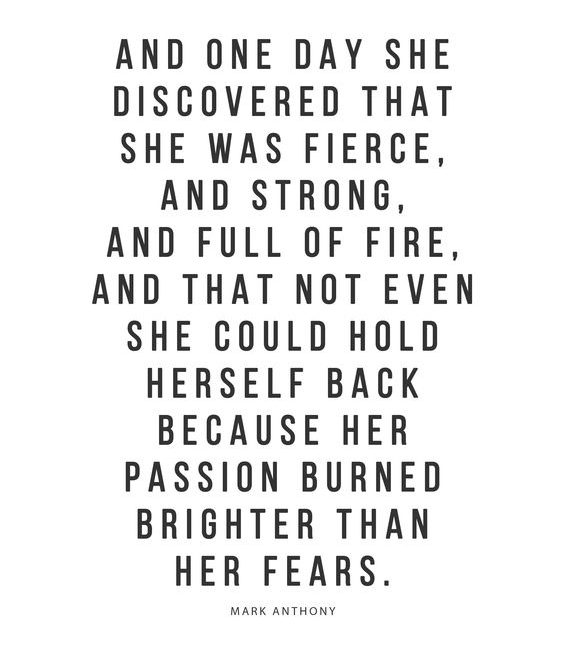 AND ONE DAY SHE
DISCOVERED THAT
SHE WAS FIERCE,
AND STRONG,
AND FULL OF FIRE,
AND THAT NOT EVEN
SHE COULD HOLD
HERSELF BACK
BECAUSE HER
PASSION BURNED
BRIGHTER THAN
HER FEARS.
MARK ANTHONY